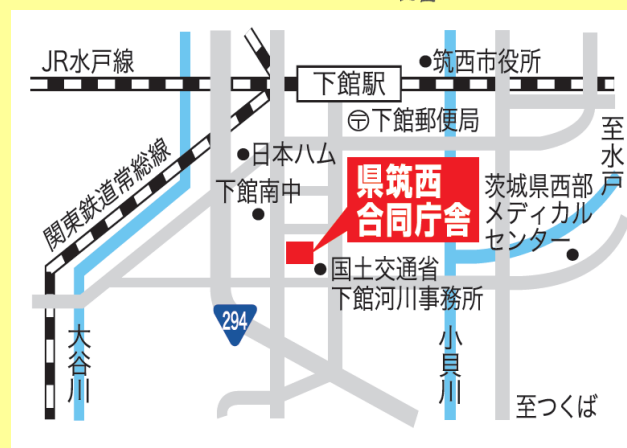 JR水戸線
筑西市役所
下館駅
下館郵便局
至水戸
日本ハム
関東鉄道常総線
下館南中
県筑西
合同庁舎
茨城県西部
メディカル
センター
国土交通省
下館河川事務所
294
大谷川
小貝川
至つくば